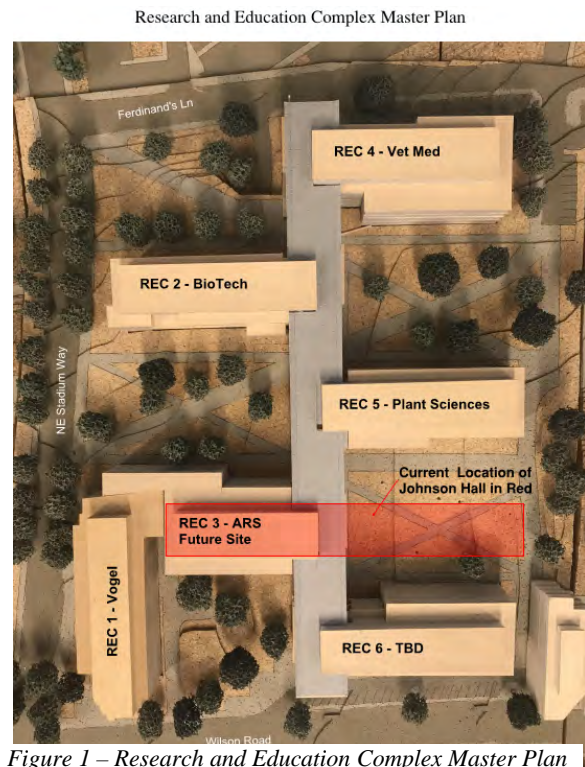 Research and Education Complex Master Plan
Ferdinand's Ln
REC 4 - Vet Med
REC 2 - BioTech
NE Stadium Way
REC 5 - Plant Sciences
Current Location of
Johnson Hall in Red
REC 3 - ARS
Future Site
REC 1 - Vogel
REC 6 - TBD
Wilson Road
Figure 1 – Research and Education Complex Master Plan